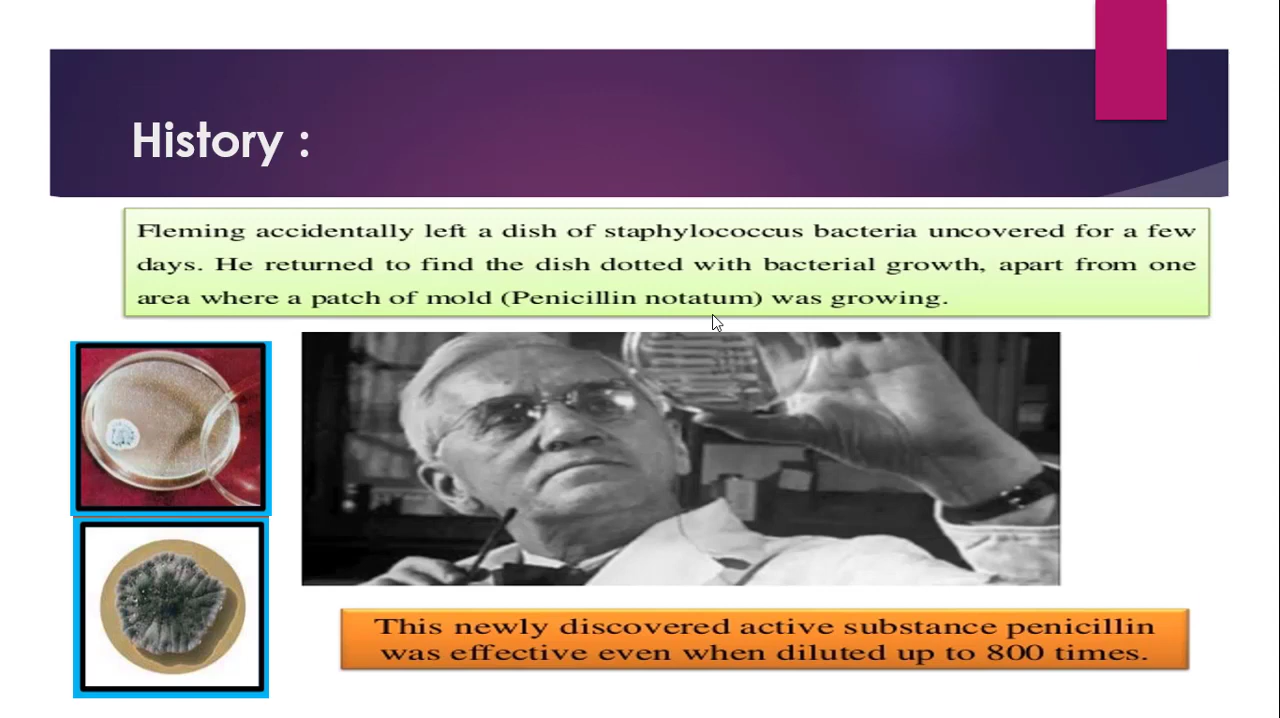 History :
Fleming accidentally left a dish of staphylococcus bacteria uncovered for a few
days. He returned to find the dish dotted with bacterial growth, apart from one
area where a patch of mold (Penicillin notatum) was growing.
This newly discovered active substance penicillin
was effective even when diluted up to 800 times.